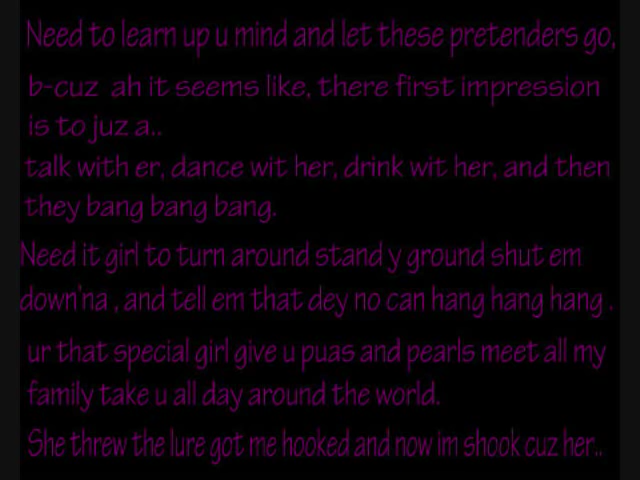 Need to learn up u mind and let these pretenders go,
b-cuz ah it seems like, there first impression
is to juz a..
talk with er, dance wit her, drink wit her, and then
they bang bang bang.
Need it girl to turn around stand y ground shut em
down'na , and tell em that dey no can hang hang hang .
ur that special girl give u puas and pearls meet all my
family take u all day around the world.
She threw the lure got me hooked and now im shook cuz her..